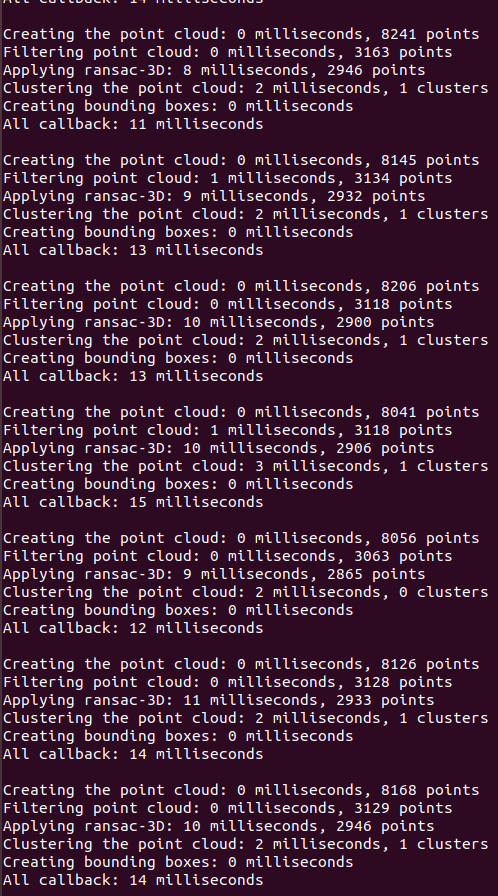 All callback: 14 milliseconds
Creating the point cloud: 0 milliseconds, 8241 points
Filtering point cloud: 0 milliseconds, 3163 points
Applying ransac-3D: 8 milliseconds, 2946 points
Clustering the point cloud: 2 milliseconds, 1 clusters
Creating bounding boxes: 0 milliseconds
All callback: 11 milliseconds
Creating the point cloud: 0 milliseconds, 8145 points
Filtering point cloud: 1 milliseconds, 3134 points
Applying ransac-3D: 9 milliseconds, 2932 points
Clustering the point cloud: 2 milliseconds, 1 clusters
Creating bounding boxes: 0 milliseconds
All callback: 13 milliseconds
Creating the point cloud: 0 milliseconds, 8206 points
Filtering point cloud: 0 milliseconds, 3118 points
Applying ransac-3D: 10 milliseconds, 2900 points
Clustering the point cloud: 2 milliseconds, 1 clusters
Creating bounding boxes: 0 milliseconds
All callback: 13 milliseconds
Creating the point cloud: 0 milliseconds, 8041 points
Filtering point cloud: 1 milliseconds, 3118 points
Applying ransac-3D: 10 milliseconds, 2906 points
Clustering the point cloud: 3 milliseconds, 1 clusters
Creating bounding boxes: 0 milliseconds
All callback: 15 milliseconds
Creating the point cloud: 0 milliseconds, 8056 points
Filtering point cloud: 0 milliseconds, 3063 points
Applying ransac-3D: 9 milliseconds, 2865 points
Clustering the point cloud: 2 milliseconds, 0 clusters
Creating bounding boxes: 0 milliseconds
All callback: 12 milliseconds
Creating the point cloud: 0 milliseconds, 8126 points
Filtering point cloud: 0 milliseconds, 3128 points
Applying ransac-3D: 11 milliseconds, 2933 points
Clustering the point cloud: 2 milliseconds, 1 clusters
Creating bounding boxes: 0 milliseconds
All callback: 14 milliseconds
Creating the point cloud: 0 milliseconds, 8168 points
Filtering point cloud: 0 milliseconds, 3129 points
Applying ransac-3D: 10 milliseconds, 2946 points
Clustering the point cloud: 2 milliseconds, 1 clusters
Creating bounding boxes: 0 milliseconds
All callback: 14 milliseconds